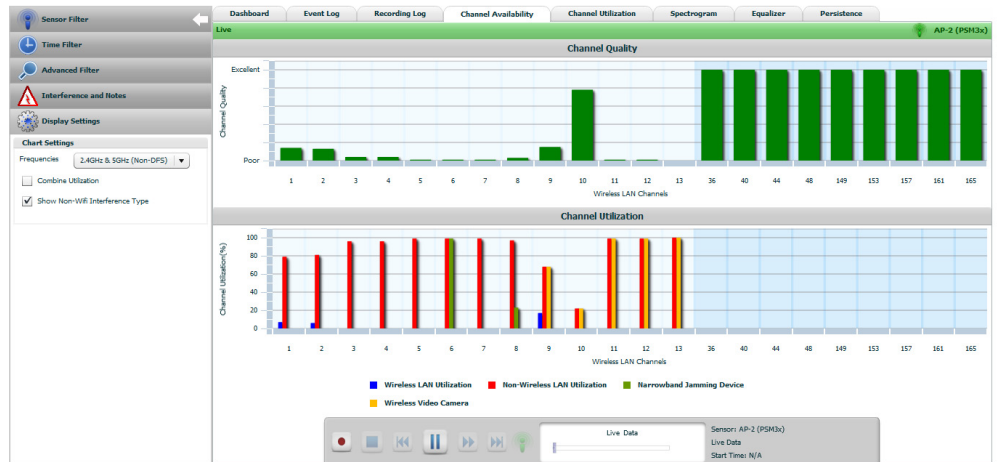 Sensor Filter
Time Filter
Advanced Filter
Interference and Notes
Display Settings
Chart Settings
Frequencies 2.4GHz & 5GHz (Non-DFS)
Combine Utilization
Show Non-Wifi Interference Type
Dashboard Event Log Recording Log Channel Availability Channel Utilization Spectrogram Equalizer Persistence
Live AP-2 (PSM3x)
Channel Quality
Excellent
Channel Quality
Poor
1 2 3 4 5 6 7 8 9 10 11 12 13 36 40 44 48 149 153 157 161 165
Wireless LAN Channels
Channel Utilization
Channel Utilization(%)
100
80
60
40
20
0
1 2 3 4 5 6 7 8 9 10 11 12 13 36 40 44 48 149 153 157 161 165
Wireless LAN Channels
Wireless LAN Utilization Non-Wireless LAN Utilization Narrowband Jamming Device
Wireless Video Camera
Live Data
Sensor: AP-2 (PSM3x)
Live Data
Start Time: N/A